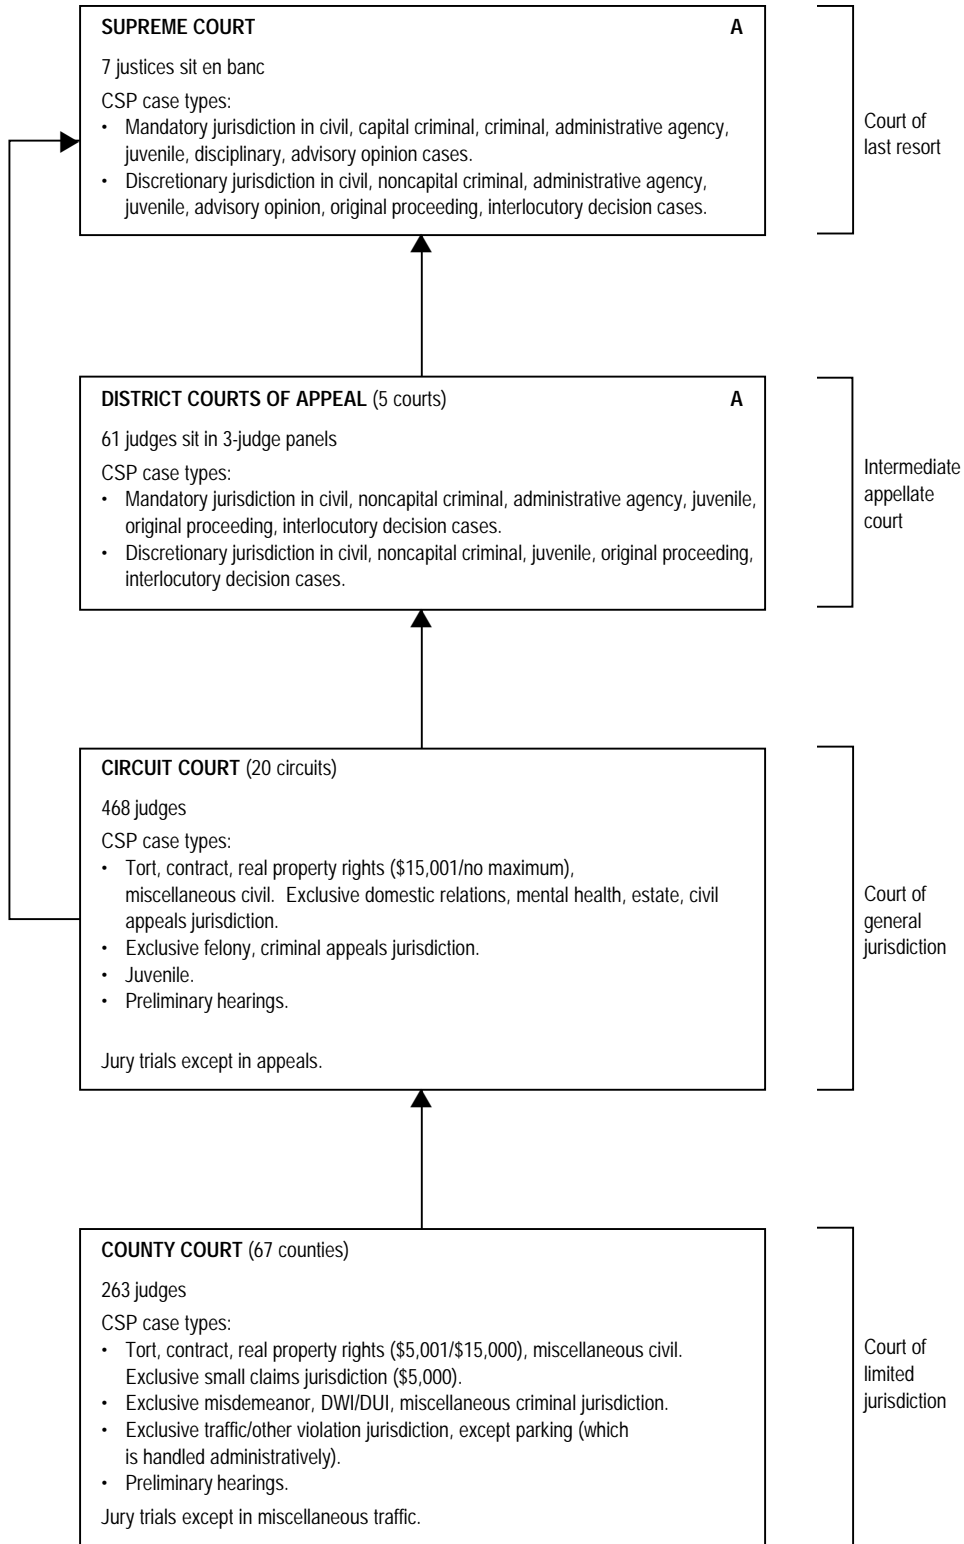 SUPREME COURT A
7 justices sit en banc
CSP case types:
• Mandatory jurisdiction in civil, capital criminal, criminal, administrative agency,
juvenile, disciplinary, advisory opinion cases.
• Discretionary jurisdiction in civil, noncapital criminal, administrative agency,
juvenile, advisory opinion, original proceeding, interlocutory decision cases.
Court of
last resort
DISTRICT COURTS OF APPEAL (5 courts) A
61 judges sit in 3-judge panels
CSP case types:
• Mandatory jurisdiction in civil, noncapital criminal, administrative agency, juvenile,
original proceeding, interlocutory decision cases.
• Discretionary jurisdiction in civil, noncapital criminal, juvenile, original proceeding,
interlocutory decision cases.
Intermediate
appellate
court
CIRCUIT COURT (20 circuits)
468 judges
CSP case types:
• Tort, contract, real property rights ($15,001/no maximum),
miscellaneous civil.  Exclusive domestic relations, mental health, estate, civil
appeals jurisdiction.
• Exclusive felony, criminal appeals jurisdiction.
• Juvenile.
• Preliminary hearings.
Jury trials except in appeals.
Court of
general
jurisdiction
COUNTY COURT (67 counties)
263 judges
CSP case types:
• Tort, contract, real property rights ($5,001/$15,000), miscellaneous civil.
Exclusive small claims jurisdiction ($5,000).
• Exclusive misdemeanor, DWI/DUI, miscellaneous criminal jurisdiction.
• Exclusive traffic/other violation jurisdiction, except parking (which
is handled administratively).
• Preliminary hearings.
Jury trials except in miscellaneous traffic.
Court of
limited
jurisdiction